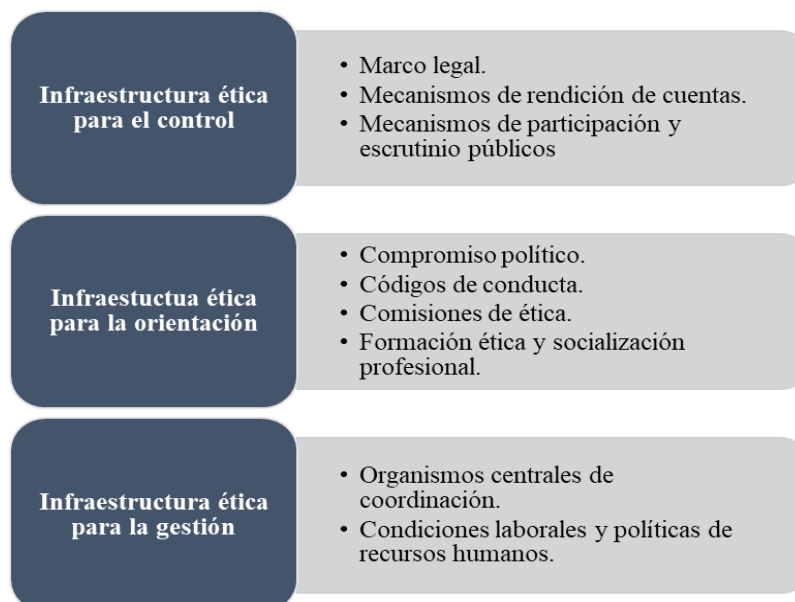 Infraestructura ética
para el control
• Marco legal.
• Mecanismos de rendición de cuentas.
• Mecanismos de participación y
escrutinio públicos
Infraestuctua ética
para la orientación
• Compromiso político.
• Códigos de conducta.
• Comisiones de ética.
• Formación ética y socialización
profesional.
Infraestructura ética
para la gestión
• Organismos centrales de
coordinación.
• Condiciones laborales y políticas de
recursos humanos.